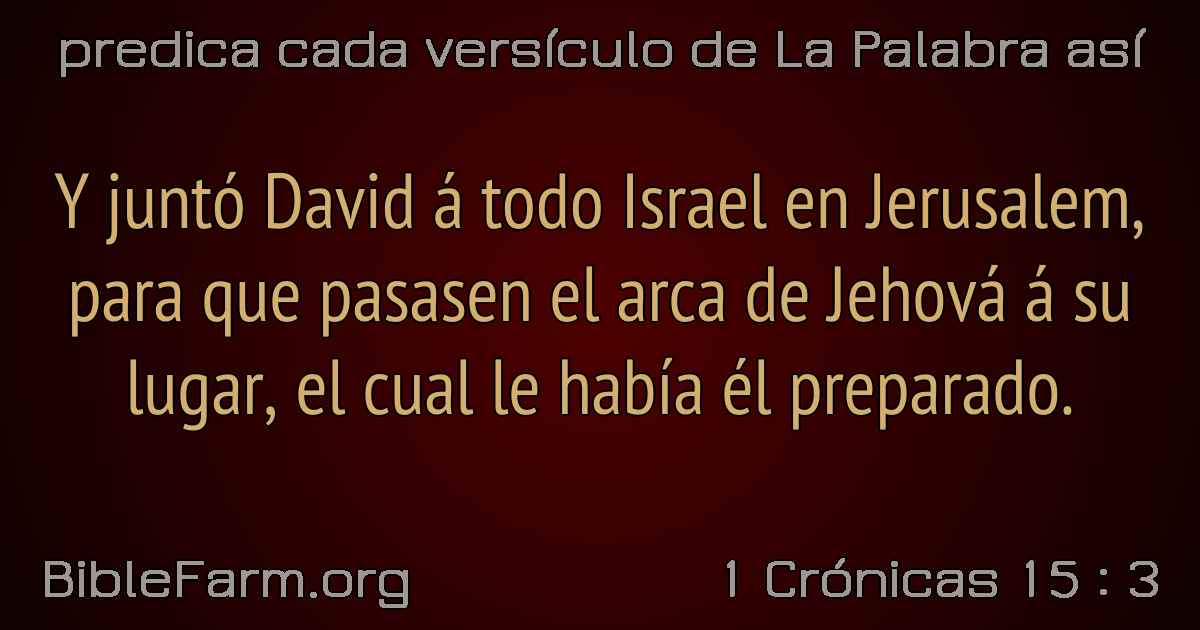 predica cada versículo de La Palabra así
Y juntó David á todo Israel en Jerusalem,
para que pasasen el arca de Jehová á su
lugar, el cual le había él preparado.
BibleFarm.org
1 Crónicas 15 : 3